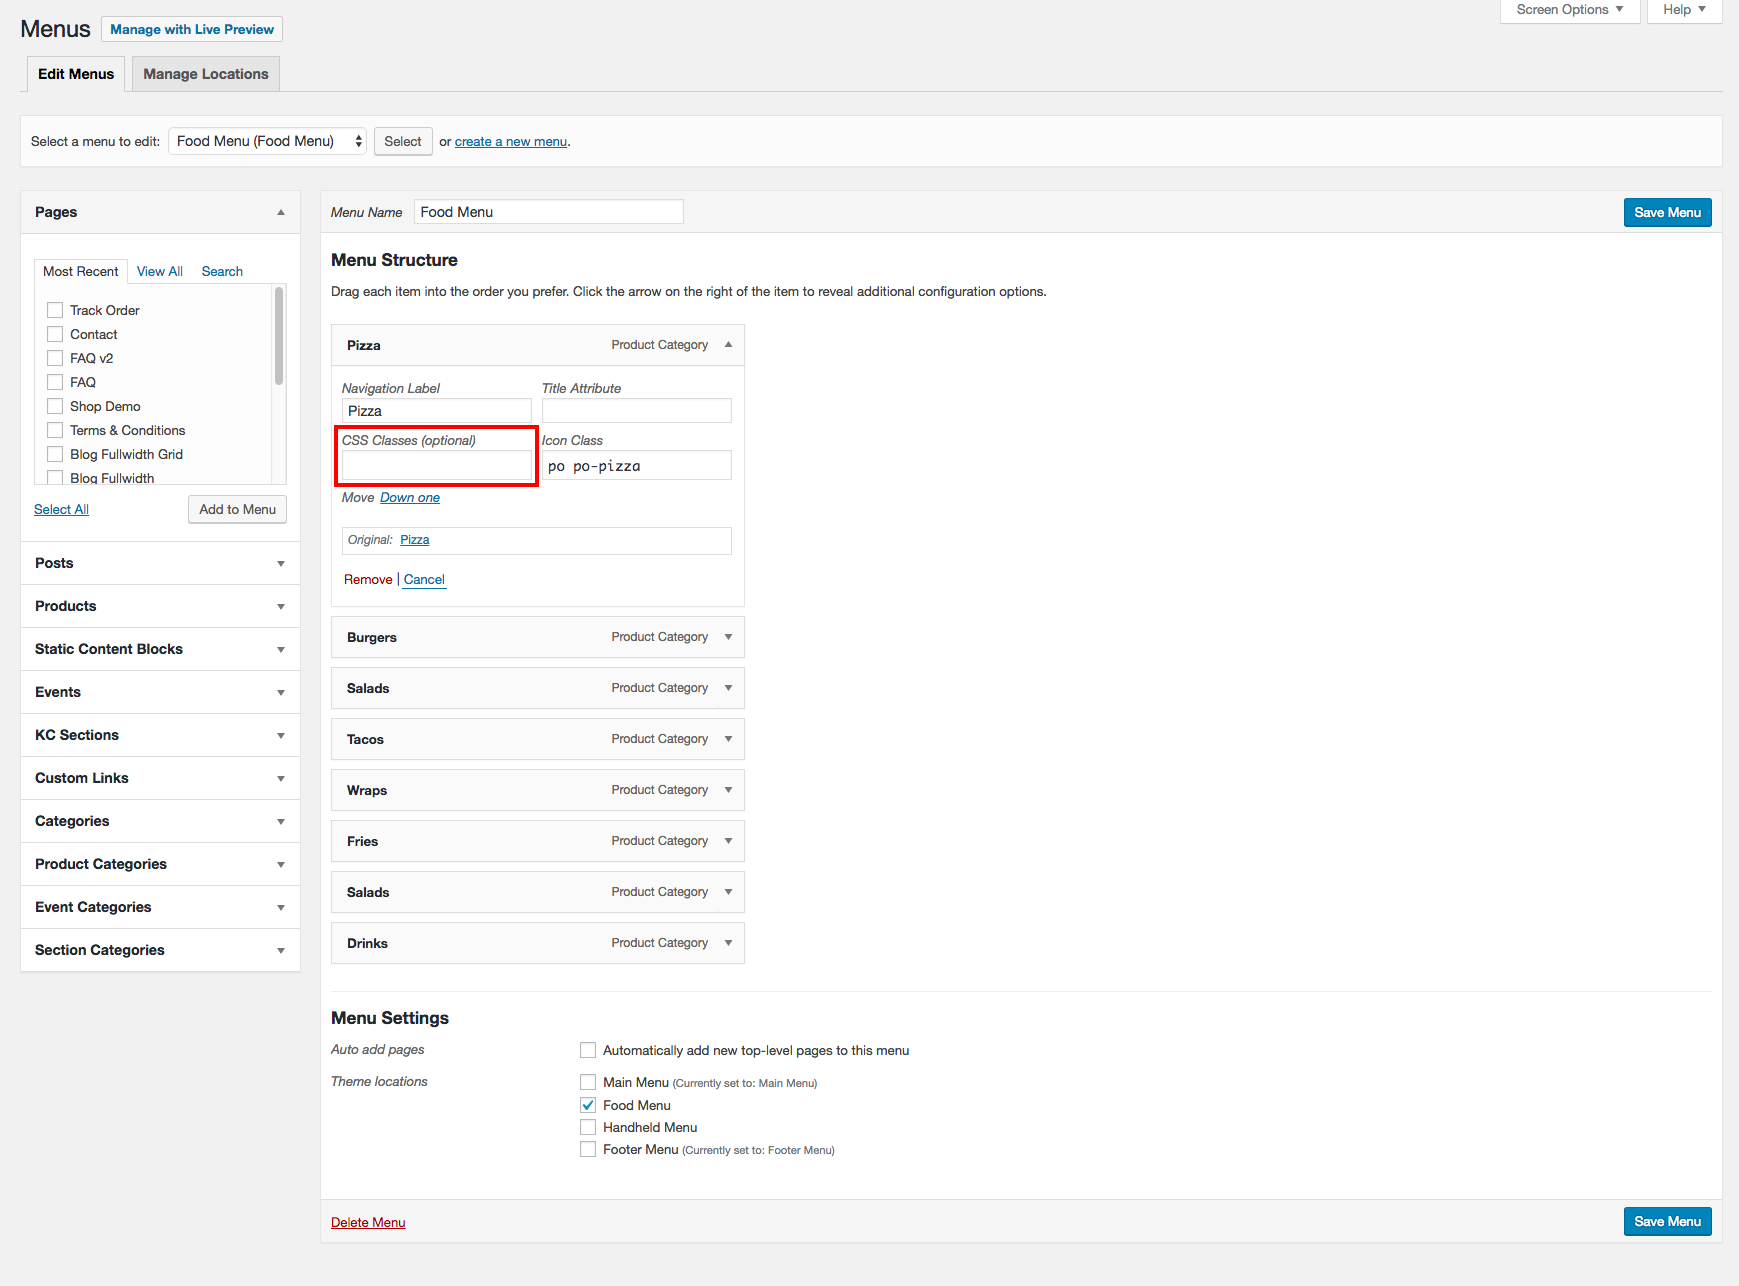 Screen Options
Help
Menus
Manage with Live Preview
Edit Menus
Manage Locations
Select a menu to edit: Food Menu (Food Menu) Select or create a new menu.
Pages
Most Recent View All Search
Track Order
Contact
FAQ v2
FAQ
Shop Demo
Terms & Conditions
Blog Fullwidth Grid
Blog Fullwidth
Select All
Add to Menu
Posts
Products
Static Content Blocks
Events
KC Sections
Custom Links
Categories
Product Categories
Event Categories
Section Categories
Menu Name Food Menu
Save Menu
Menu Structure
Drag each item into the order you prefer. Click the arrow on the right of the item to reveal additional configuration options.
Pizza Product Category
Navigation Label Title Attribute
Pizza
CSS Classes (optional) Icon Class
po po-pizza
Move Down one
Original: Pizza
Remove | Cancel
Burgers Product Category
Salads Product Category
Tacos Product Category
Wraps Product Category
Fries Product Category
Salads Product Category
Drinks Product Category
Menu Settings
Auto add pages Automatically add new top-level pages to this menu
Theme locations Main Menu (Currently set to: Main Menu)
Food Menu
Handheld Menu
Footer Menu (Currently set to: Footer Menu)
Delete Menu
Save Menu